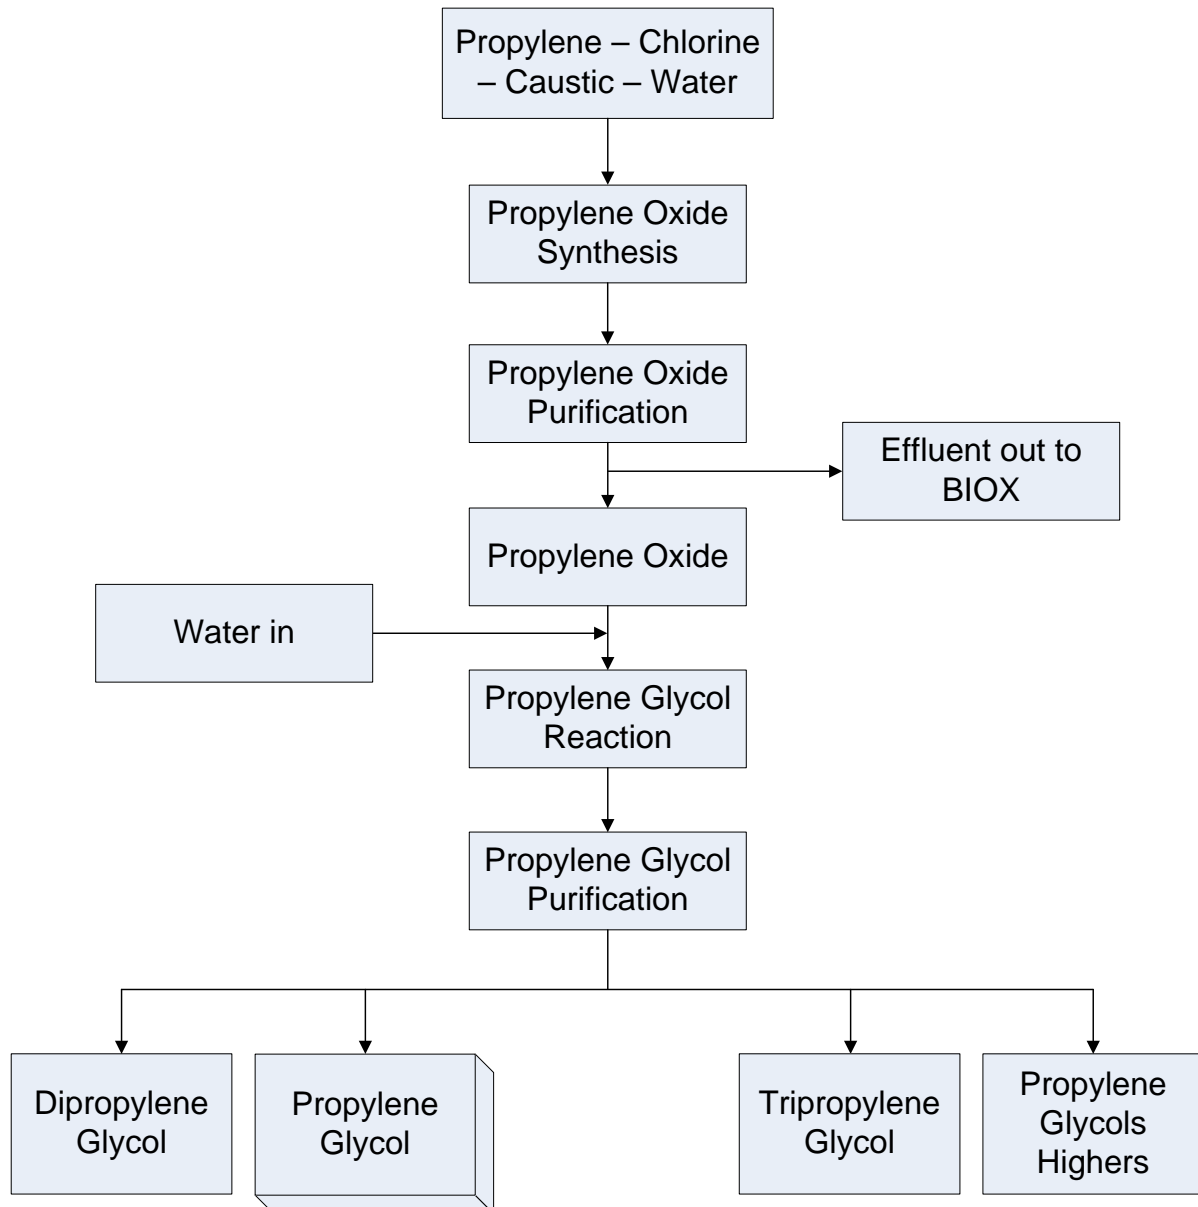 Propylene – Chlorine
– Caustic – Water
Propylene Oxide
Synthesis
Propylene Oxide
Purification
Effluent out to
BIOX
Propylene Oxide
Water in
Propylene Glycol
Reaction
Propylene Glycol
Purification
Dipropylene
Glycol
Propylene
Glycol
Tripropylene
Glycol
Propylene
Glycols
Highers